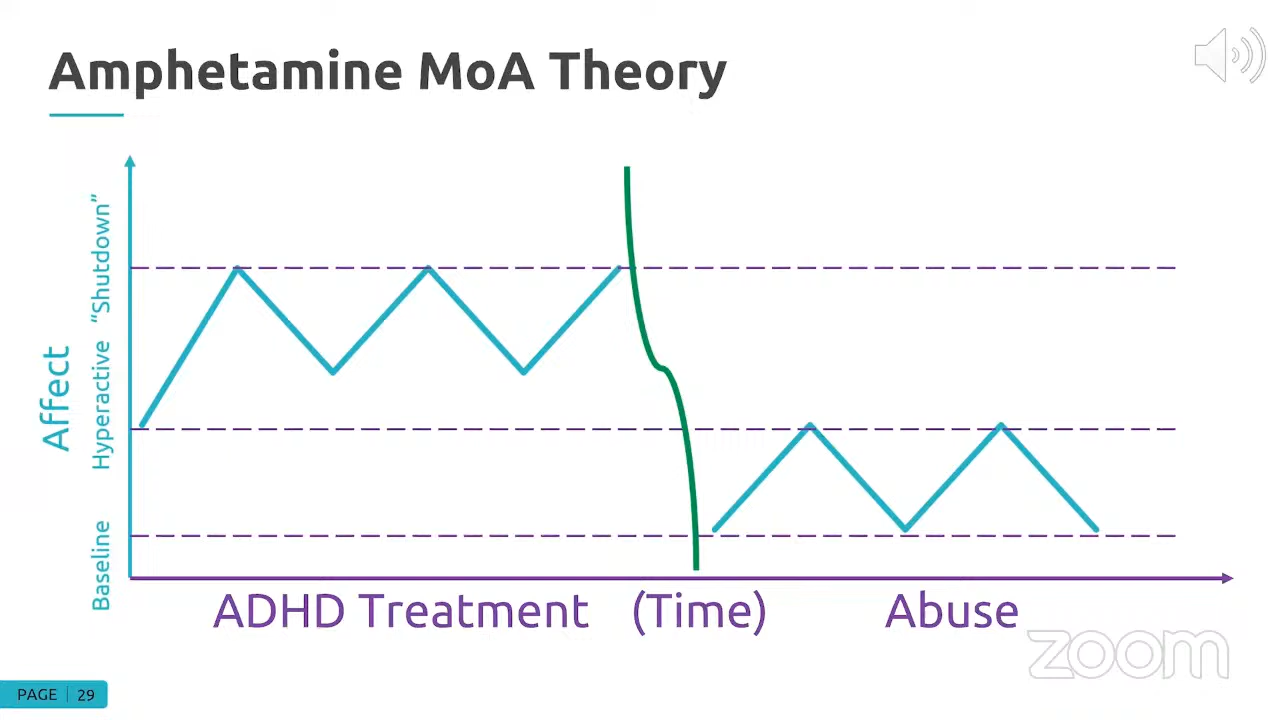 Amphetamine MoA Theory
Affect
"Shutdown"
Hyperactive
Baseline
ADHD Treatment (Time) Abuse
zoom
PAGE | 29